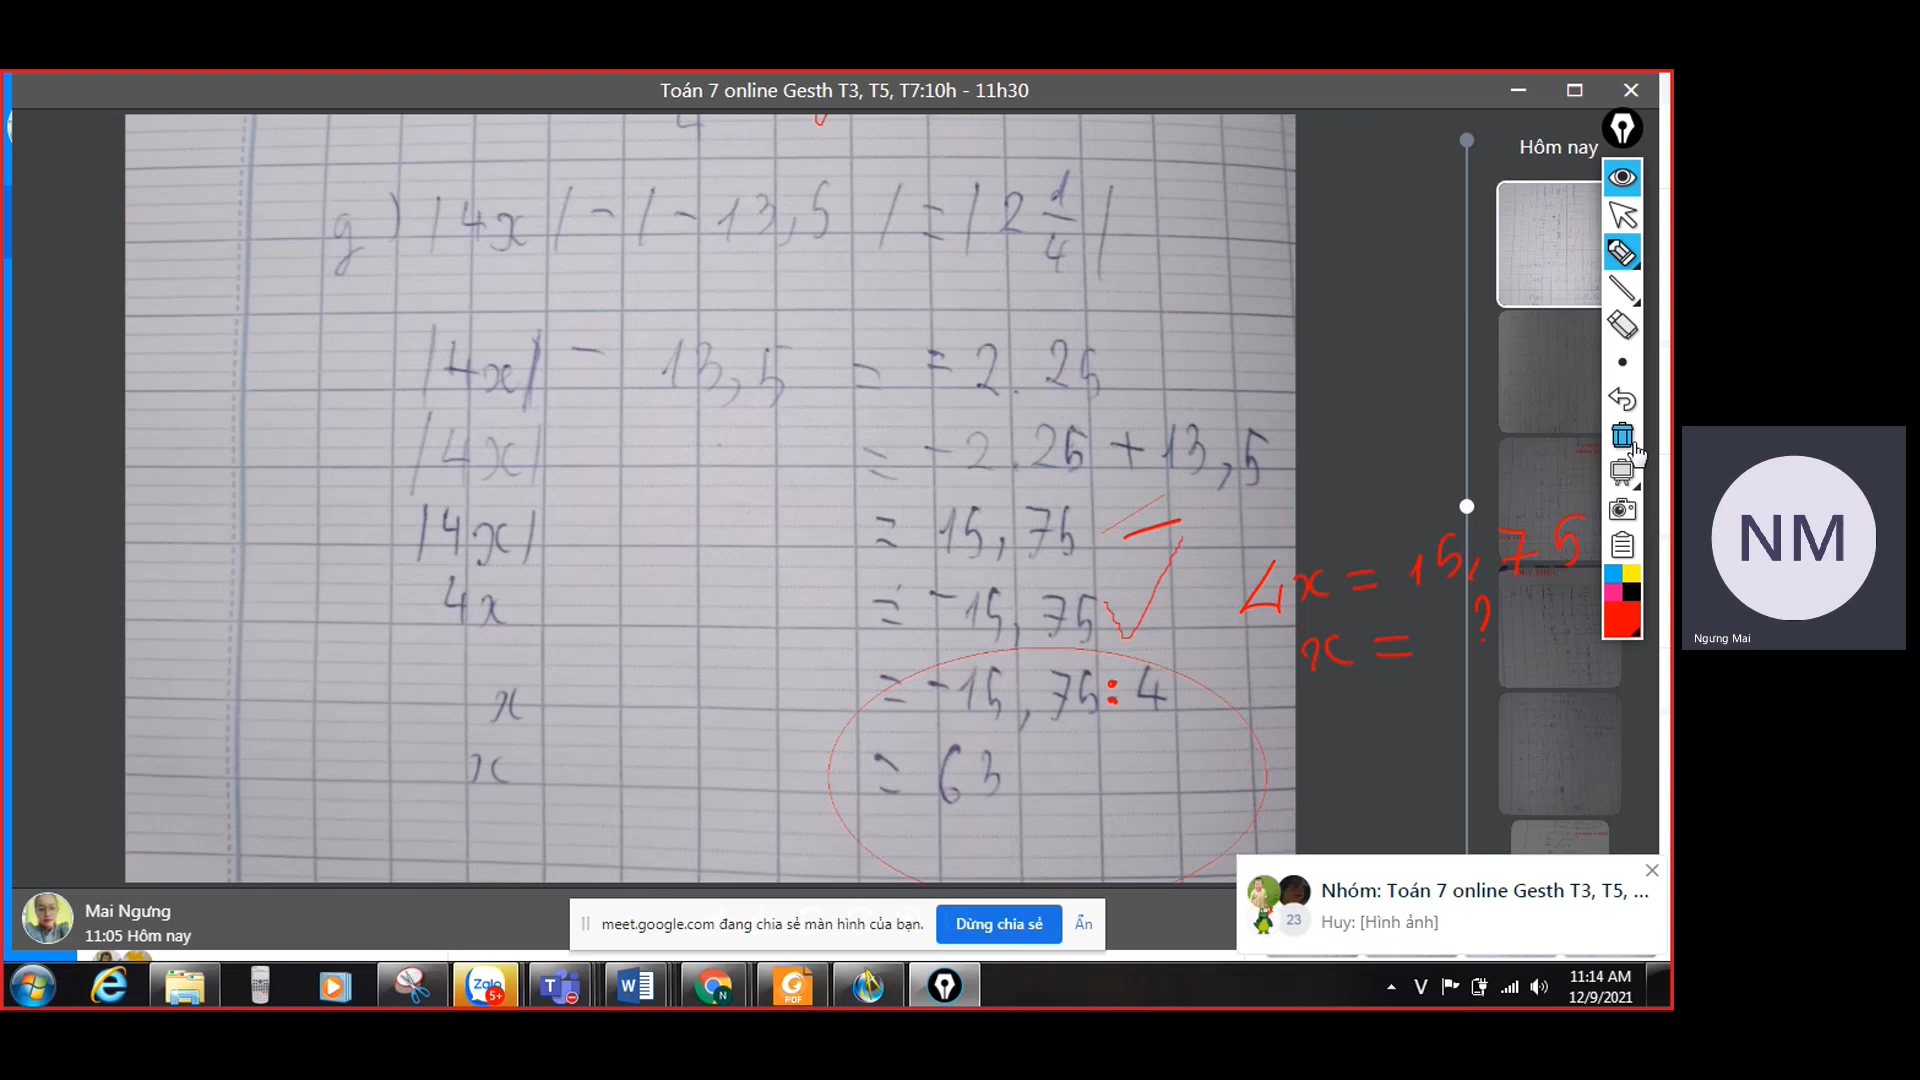 Toán 7 online Gesth T3, T5, T7:10h - 11h30
Hôm nay
4
g) |4x| - |-13,5| = |2 1/4|
|4x| - 13,5 = = 2.25
|4x| = -2.25 + 13,5
|4x| = 15,75
4x = -15,75
x = -15,75 : 4
x = 63
4x = 15,75
x = ?
NM
Ngưng Mai
Mai Ngưng
11:05 Hôm nay
meet.google.com đang chia sẻ màn hình của bạn.
Dừng chia sẻ
Ẩn
Nhóm: Toán 7 online Gesth T3, T5, ...
23
Huy: [Hình ảnh]
Zalo
5+
T
W
N
PDF
V
11:14 AM
12/9/2021